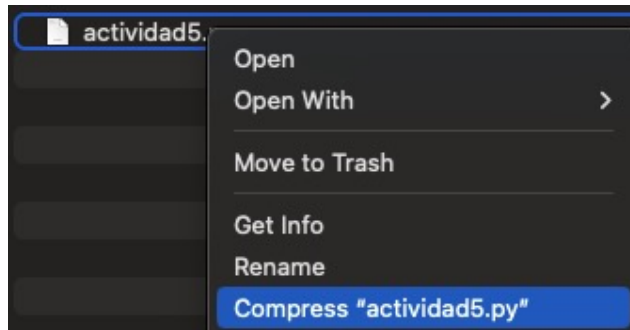 actividad5.
Open
Open With
Move to Trash
Get Info
Rename
Compress "actividad5.py"